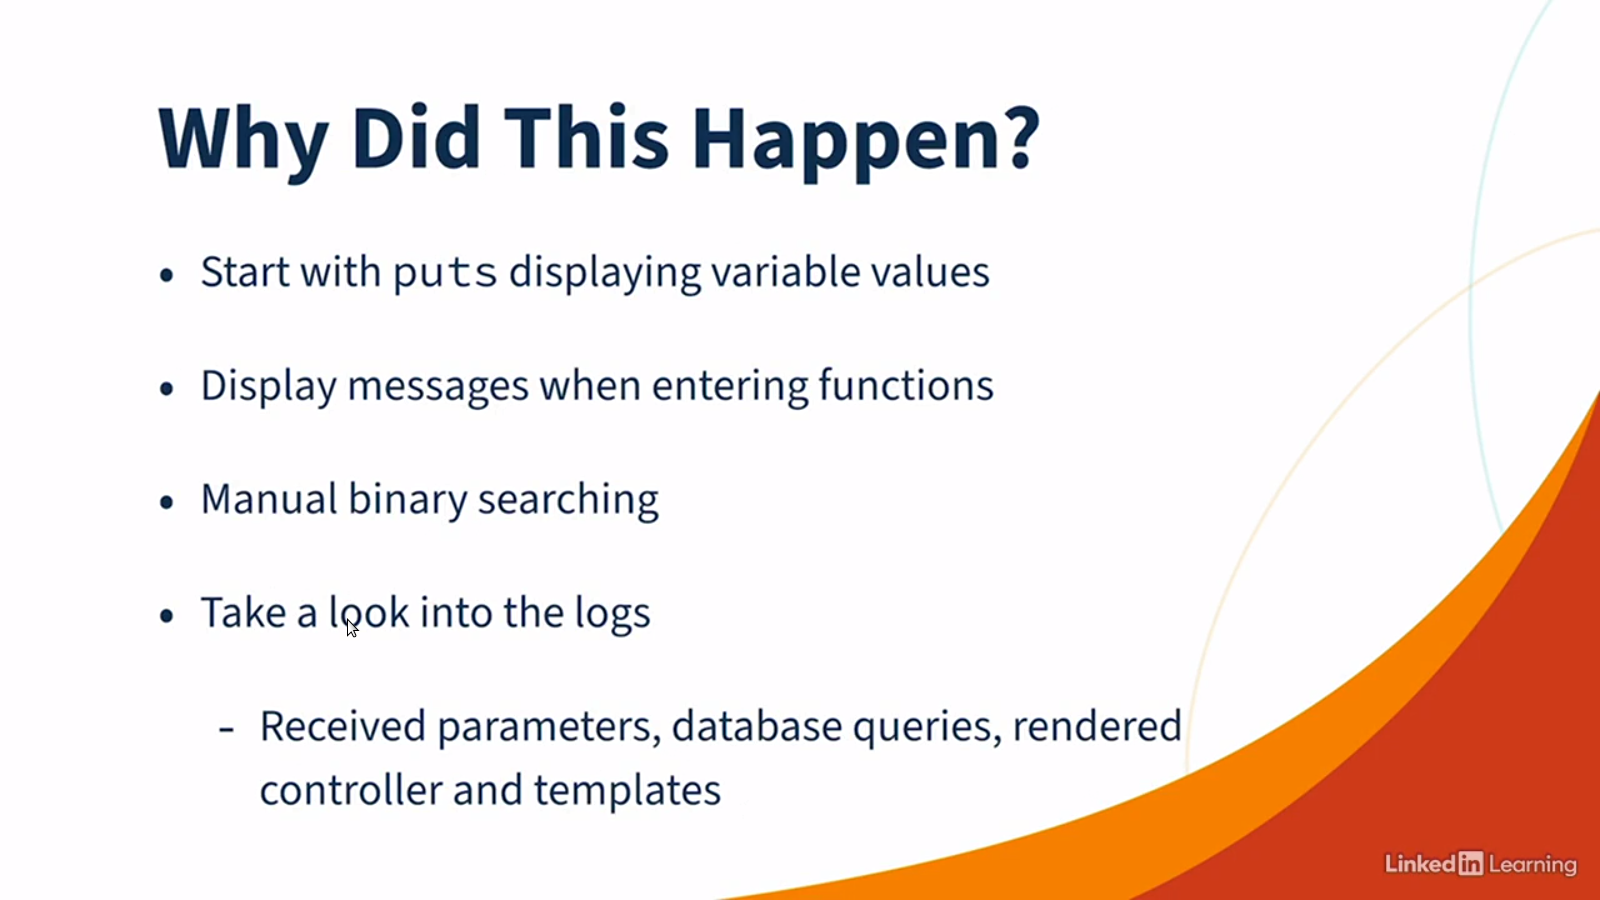 Why Did This Happen?
• Start with puts displaying variable values
• Display messages when entering functions
• Manual binary searching
• Take a look into the logs
- Received parameters, database queries, rendered
controller and templates
LinkedIn Learning